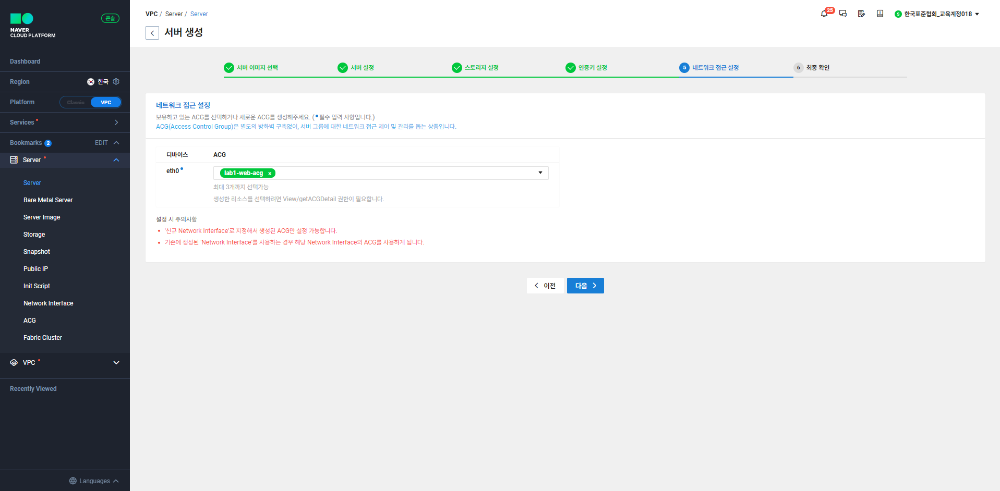 NAVER
CLOUD PLATFORM
콘솔
Dashboard
Region 한국
Platform Classic VPC
Services
Bookmarks 2 EDIT
Server
Server
Bare Metal Server
Server Image
Storage
Snapshot
Public IP
Init Script
Network Interface
ACG
Fabric Cluster
VPC
Recently Viewed
Languages
VPC / Server / Server
25
S 한국표준협회_교육계정018
서버 생성
서버 이미지 선택
서버 설정
스토리지 설정
인증키 설정
5 네트워크 접근 설정
6 최종 확인
네트워크 접근 설정
보유하고 있는 ACG를 선택하거나 새로운 ACG를 생성해주세요. (•필수 입력 사항입니다.)
ACG(Access Control Group)은 별도의 방화벽 구축없이, 서버 그룹에 대한 네트워크 접근 제어 및 관리를 돕는 상품입니다.
디바이스 ACG
eth0 lab1-web-acg x
최대 3개까지 선택가능
생성한 리소스를 선택하려면 View/getACGDetail 권한이 필요합니다.
설정 시 주의사항
• '신규 Network Interface'로 지정해서 생성된 ACG만 설정 가능합니다.
• 기존에 생성된 'Network Interface'를 사용하는 경우 해당 Network Interface의 ACG를 사용하게 됩니다.
이전 다음